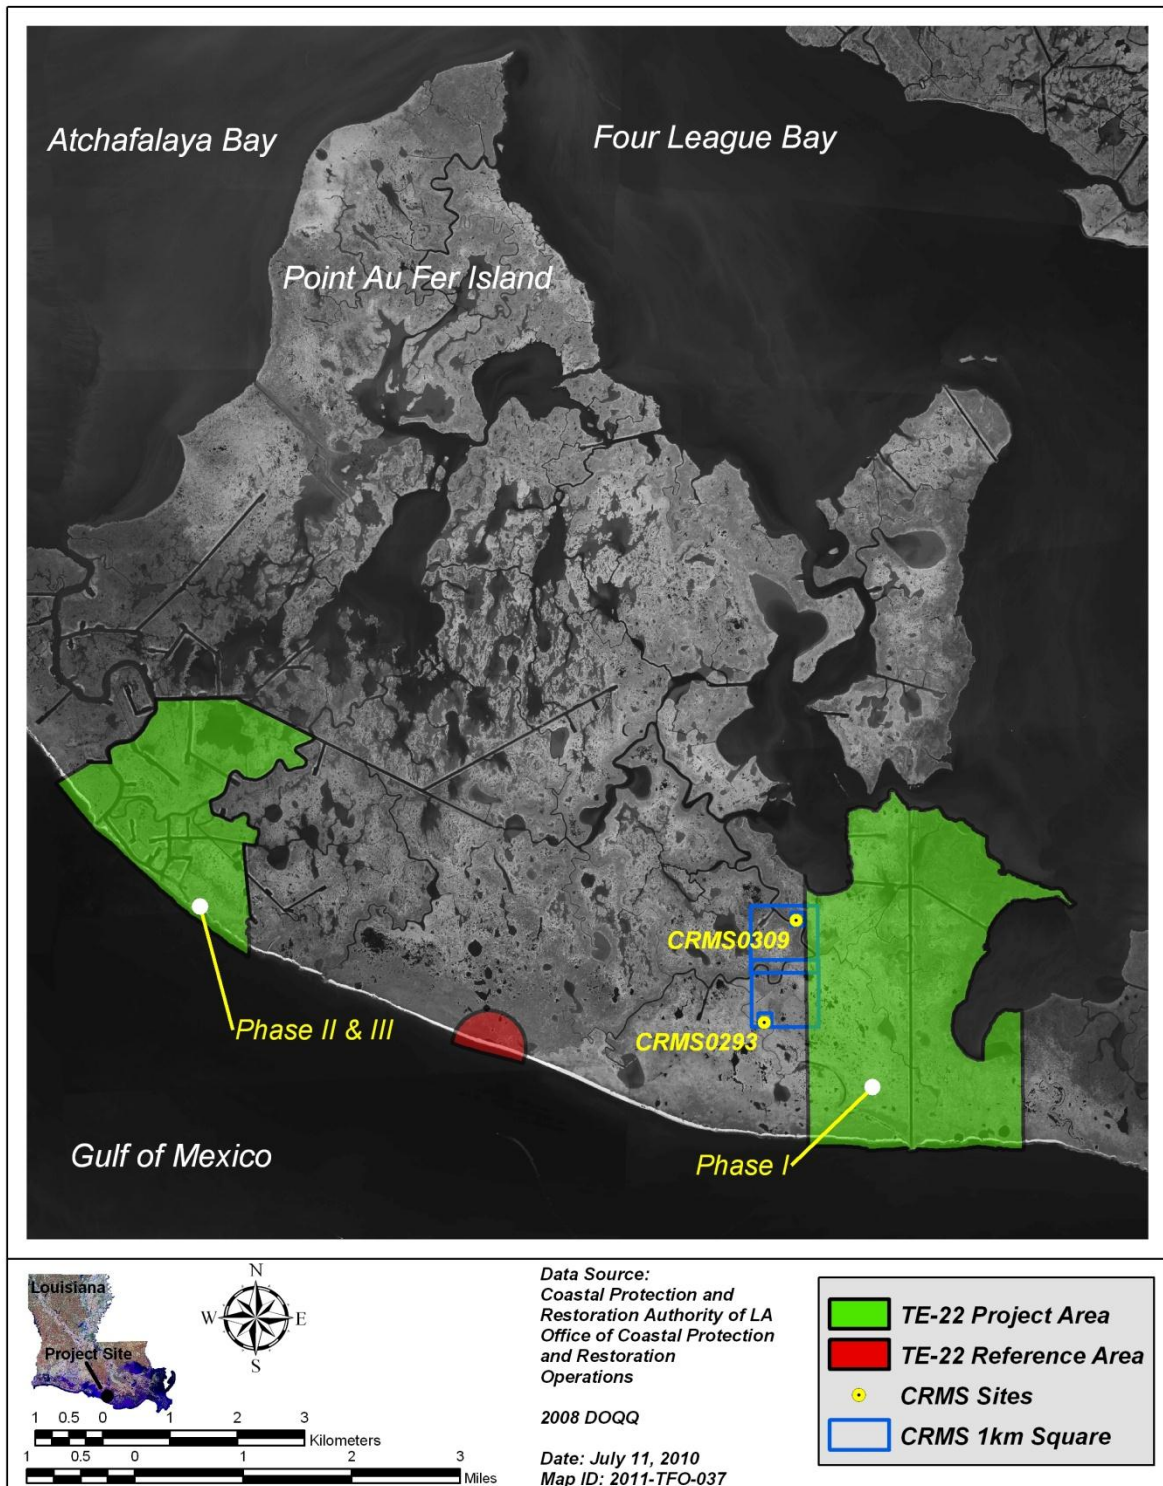 Atchafalaya Bay
Four League Bay
Point Au Fer Island
CRMS0309
CRMS0293
Phase II & III
Phase I
Gulf of Mexico
Louisiana
Project Site
N
W E
S
1 0.5 0 1 2 3
Kilometers
1 0.5 0 1 2 3
Miles
Data Source:
Coastal Protection and
Restoration Authority of LA
Office of Coastal Protection
and Restoration
Operations
2008 DOQQ
Date: July 11, 2010
Map ID: 2011-TFO-037
TE-22 Project Area
TE-22 Reference Area
CRMS Sites
CRMS 1km Square